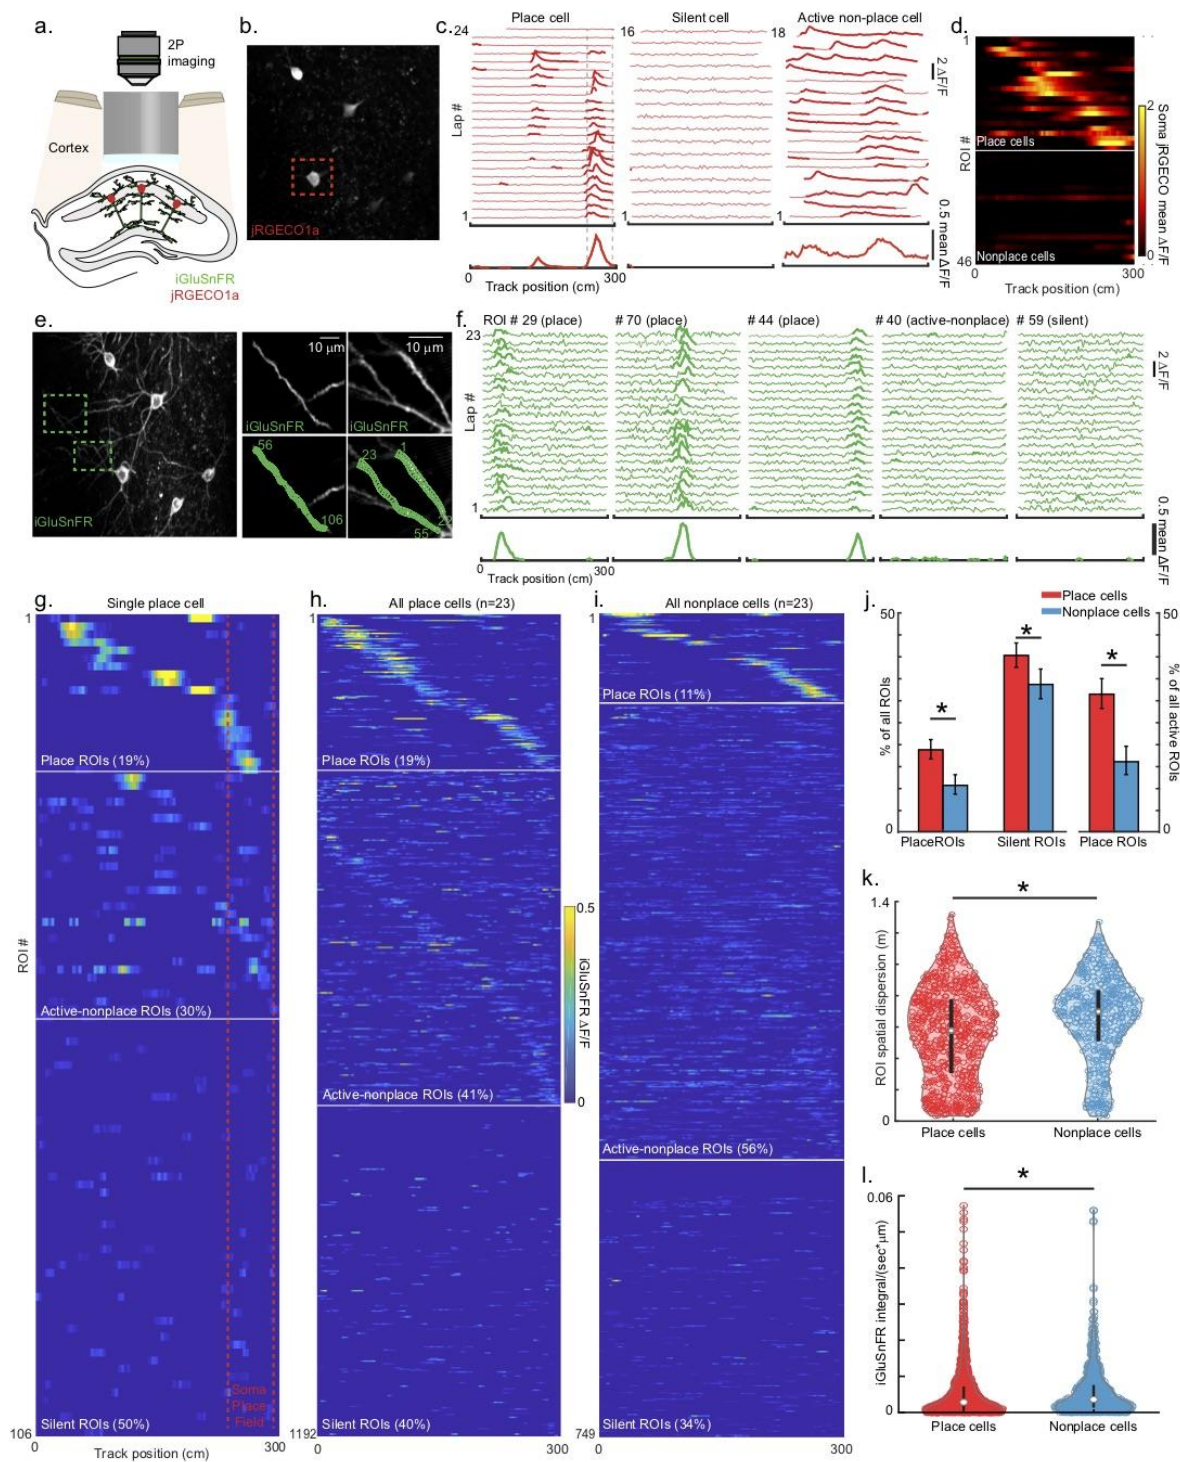 a.
2P
imaging
Cortex
iGluSnFR
jRGECO1a
b.
jRGECO1a
c.
Place cell
Silent cell
Active non-place cell
24
16
18
Lap #
2 ΔF/F
1
1
1
0.5 mean ΔF/F
0
300
Track position (cm)
d.
1
ROI #
46
Place cells
Nonplace cells
2
0
Soma jRGECO mean ΔF/F
0
300
Track position (cm)
e.
iGluSnFR
10 μm
10 μm
iGluSnFR
iGluSnFR
56
106
1
23
22
55
f.
ROI # 29 (place)
# 70 (place)
# 44 (place)
# 40 (active-nonplace)
# 59 (silent)
23
Lap #
1
2 ΔF/F
0.5 mean ΔF/F
0
300
Track position (cm)
g.
Single place cell
1
Place ROIs (19%)
ROI #
Active-nonplace ROIs (30%)
Soma
Place
Field
Silent ROIs (50%)
106
0
300
Track position (cm)
h.
All place cells (n=23)
1
Place ROIs (19%)
0.5
iGluSnFR ΔF/F
0
Active-nonplace ROIs (41%)
Silent ROIs (40%)
1192
0
300
i.
All nonplace cells (n=23)
1
Place ROIs (11%)
Active-nonplace ROIs (56%)
Silent ROIs (34%)
749
0
300
j.
Place cells
Nonplace cells
50
50
% of all ROIs
% of all active ROIs
*
*
*
0
0
PlaceROIs
Silent ROIs
Place ROIs
k.
*
1.4
ROI spatial dispersion (m)
0
Place cells
Nonplace cells
l.
*
0.06
iGluSnFR integral/(sec*μm)
0
Place cells
Nonplace cells